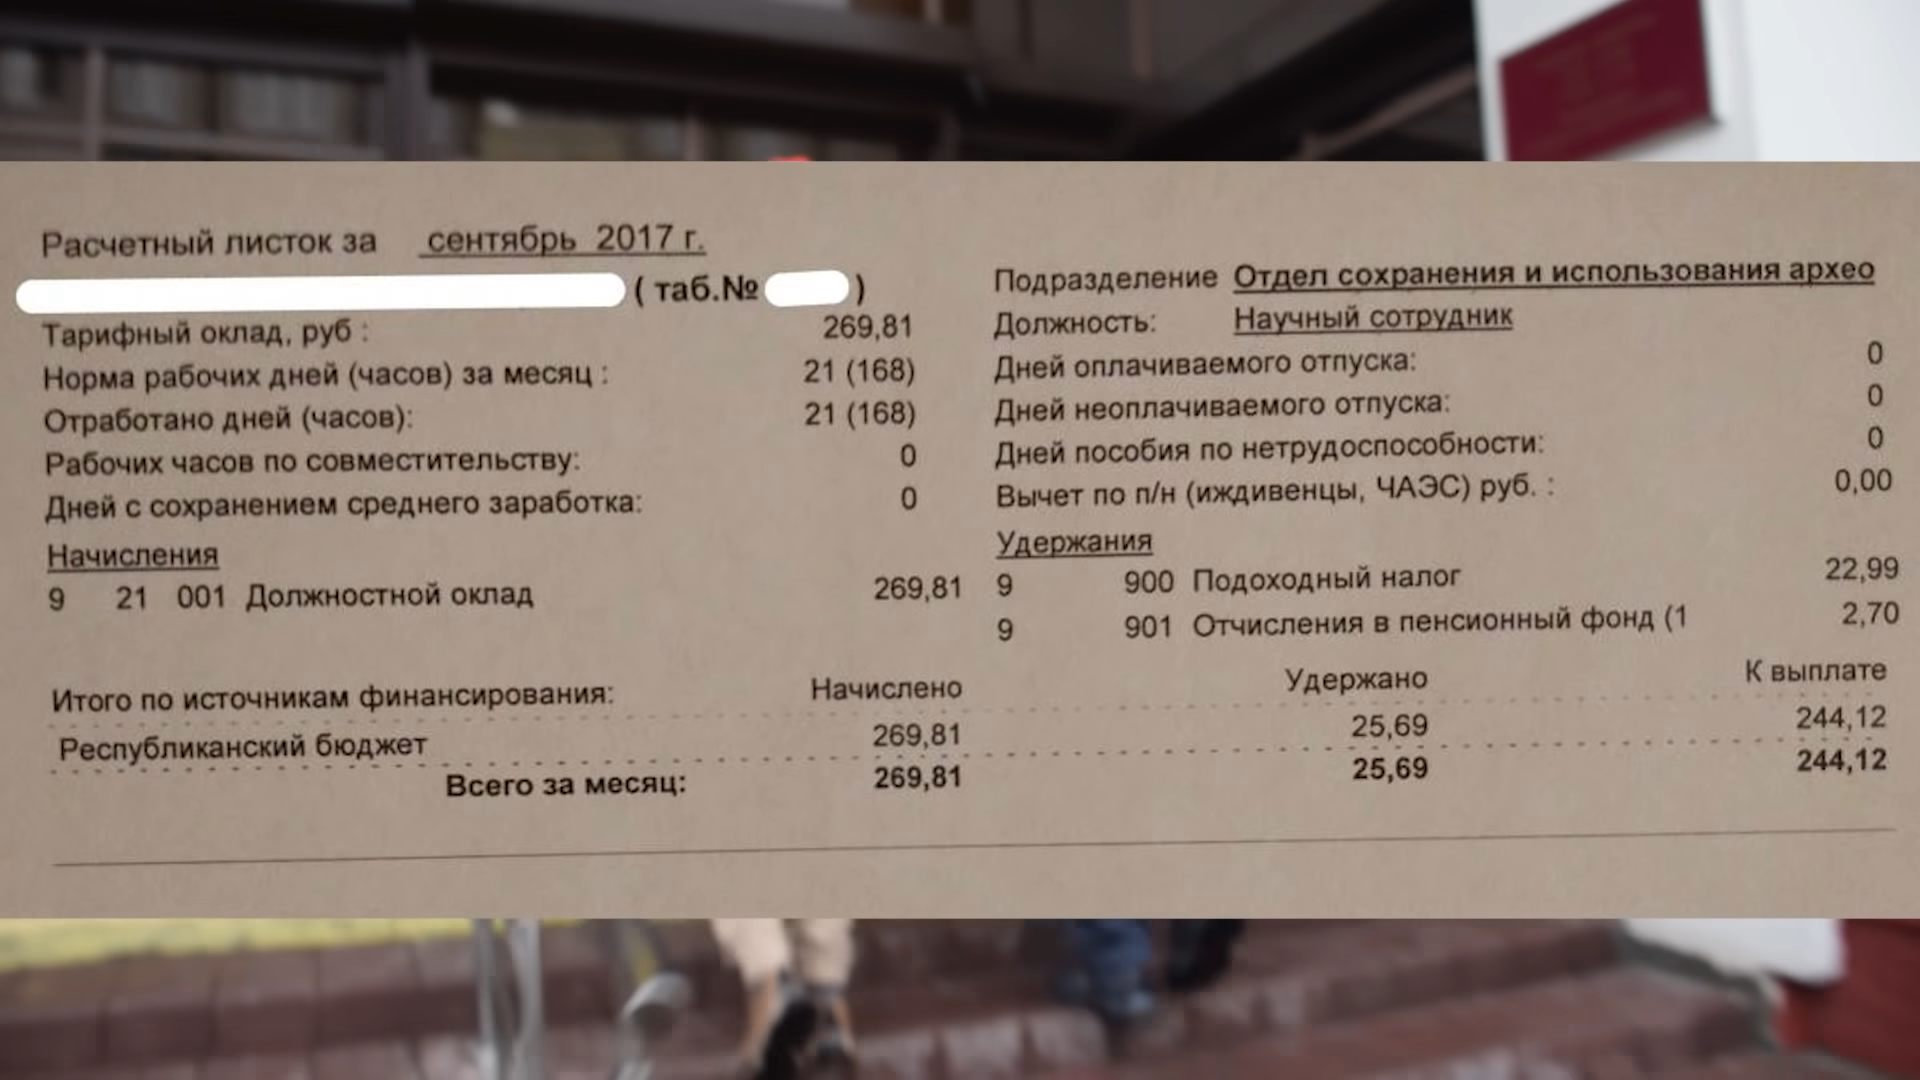 Расчетный листок за сентябрь 2017 г.
( таб.№ )
Тарифный оклад, руб : 269,81
Норма рабочих дней (часов) за месяц : 21 (168)
Отработано дней (часов): 21 (168)
Рабочих часов по совместительству: 0
Дней с сохранением среднего заработка: 0
Подразделение Отдел сохранения и использования архео
Должность: Научный сотрудник
Дней оплачиваемого отпуска: 0
Дней неоплачиваемого отпуска: 0
Дней пособия по нетрудоспособности: 0
Вычет по п/н (иждивенцы, ЧАЭС) руб. : 0,00
Начисления
9 21 001 Должностной оклад 269,81
Удержания
9 900 Подоходный налог 22,99
9 901 Отчисления в пенсионный фонд (1 2,70
Итого по источникам финансирования: Начислено Удержано К выплате
Республиканский бюджет 269,81 25,69 244,12
Всего за месяц: 269,81 25,69 244,12